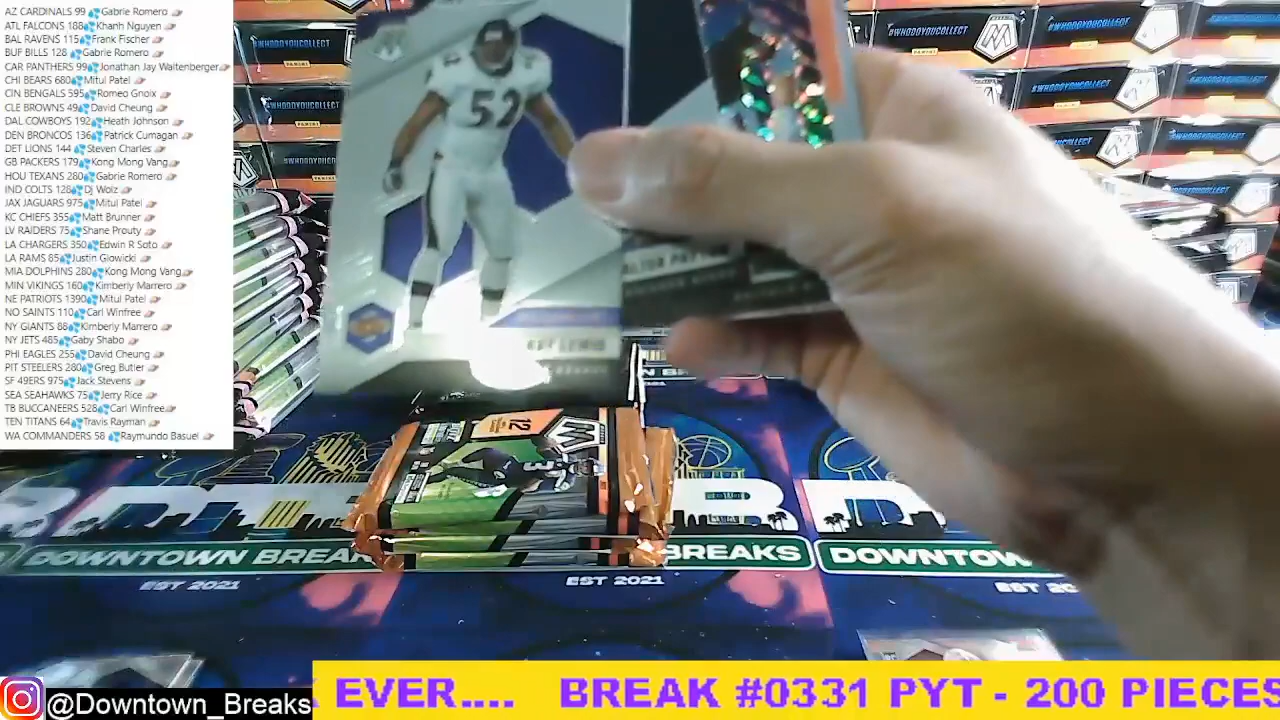 AZ CARDINALS 99 Gabrie Romero
ATL FALCONS 188 Khanh Nguyen
BAL RAVENS 115 Frank Fischer
BUF BILLS 128 Gabrie Romero
CAR PANTHERS 99 Jonathan Jay Waltenberger
CHI BEARS 680 Mitul Patel
CIN BENGALS 595 Romeo Gnoix
CLE BROWNS 49 David Cheung
DAL COWBOYS 192 Heath Johnson
DEN BRONCOS 136 Patrick Cumagan
DET LIONS 144 Steven Charles
GB PACKERS 179 Kong Mong Vang
HOU TEXANS 280 Gabrie Romero
IND COLTS 128 DJ Wolz
JAX JAGUARS 975 Mitul Patel
KC CHIEFS 355 Matt Brunner
LV RAIDERS 75 Shane Prouty
LA CHARGERS 350 Edwin R Soto
LA RAMS 85 Justin Glowicki
MIA DOLPHINS 280 Kong Mong Vang
MIN VIKINGS 160 Kimberly Marrero
NE PATRIOTS 1390 Mitul Patel
NO SAINTS 110 Carl Winfree
NY GIANTS 88 Kimberly Marrero
NY JETS 485 Gaby Shabo
PHI EAGLES 255 David Cheung
PIT STEELERS 280 Greg Butler
SF 49ERS 975 Jack Stevens
SEA SEAHAWKS 75 Jerry Rice
TB BUCCANEERS 528 Carl Winfree
TEN TITANS 64 Travis Rayman
WA COMMANDERS 58 Raymundo Basuel
#WHODOYOUCOLLECT
#WHODOYOUCOLLECT
#WHODOYOUCOLLECT
#WHODOYOUCOLLECT
PANINI
52
RAY LEWIS
12
3
DOWNTOWN BREAK
BREAKS
DOWNTOWN
EST 2021
EST 2021
@Downtown_Breaks
EVER.... BREAK #0331 PYT - 200 PIECES